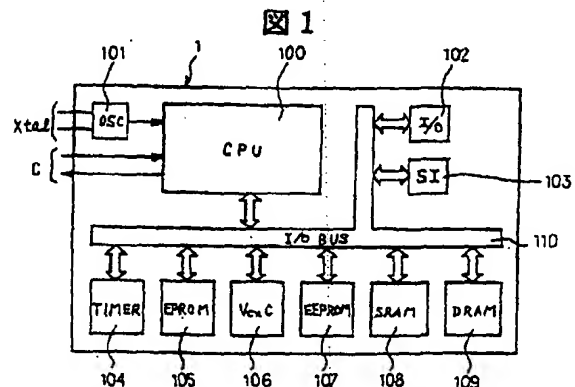 図 1
101
1
100
102
Xtal
OSC
CPU
I/O
C
SI
103
I/O BUS
110
TIMER
EPROM
EEPROM
SRAM
DRAM
104
105
106
107
108
109